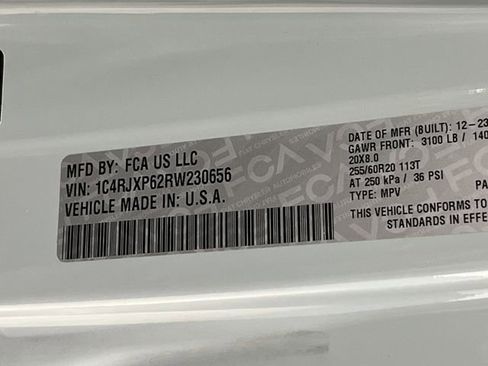 MFD BY: FCA US LLC
VIN: 1C4RJXP62RW230656
VEHICLE MADE IN: U.S.A.
DATE OF MFR (BUILT): 12-23
GAWR FRONT: 3100 LB / 140
20X8.0
255/60R20 113T
AT 250 kPa / 36 PSI
TYPE: MPV
THIS VEHICLE CONFORMS TO
STANDARDS IN EFFE